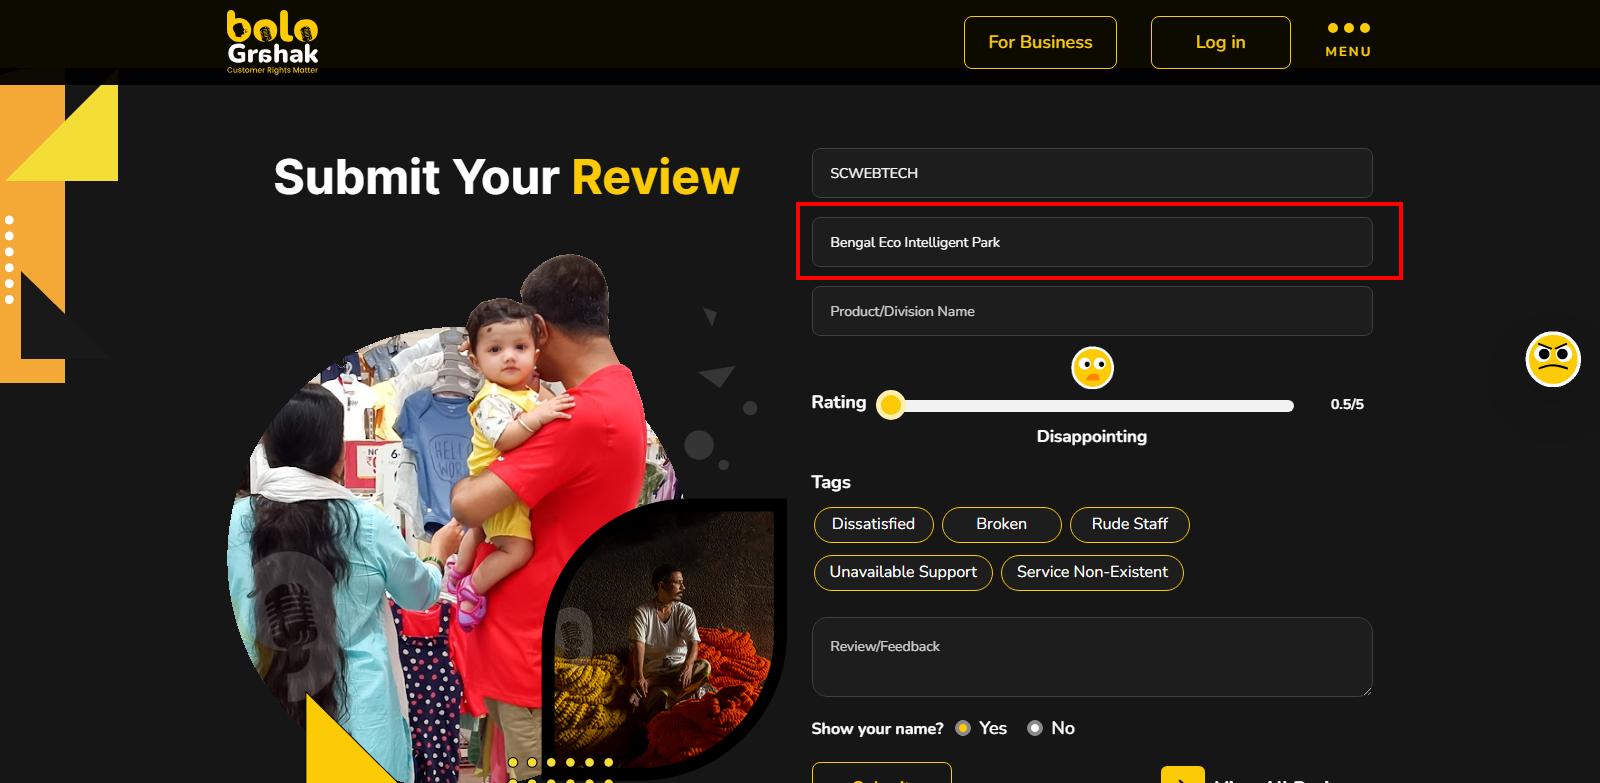 bolo
Grahak
Customer Rights Matter
For Business
Log in
MENU
Submit Your Review
SCWEBTECH
Bengal Eco Intelligent Park
Product/Division Name
Rating
0.5/5
Disappointing
Tags
Dissatisfied
Broken
Rude Staff
Unavailable Support
Service Non-Existent
Review/Feedback
Show your name?
Yes
No
HELLO